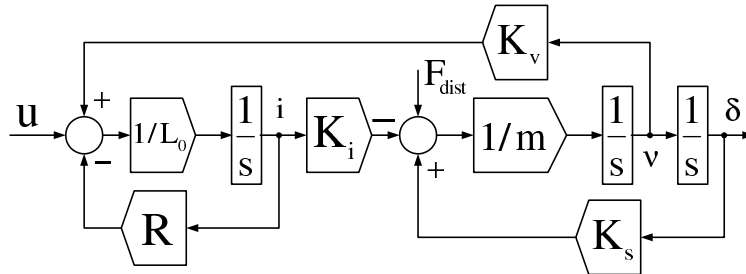 K_v
F_dist
+
u
1/L_0
1/s
i
K_i
−
1/m
1/s
ν
1/s
δ
−
+
R
K_s